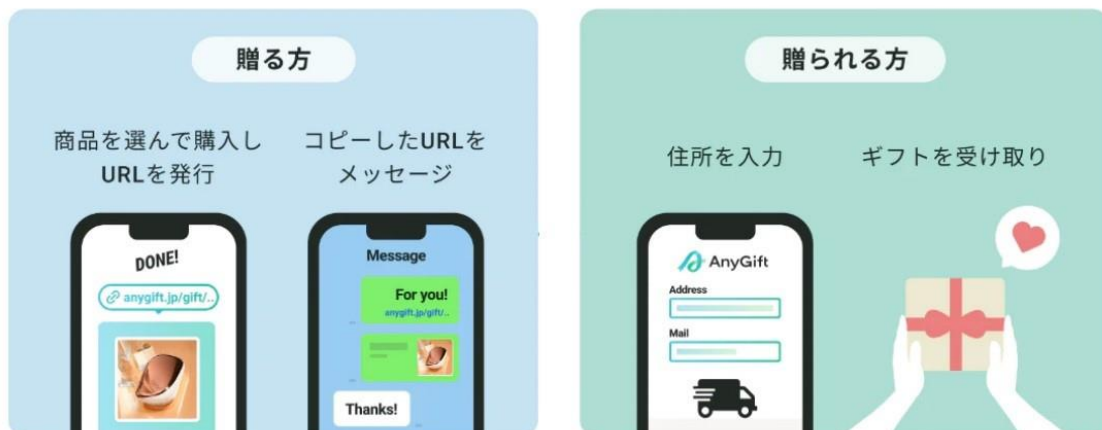 贈る方
商品を選んで購入し
URLを発行
コピーしたURLを
メッセージ
DONE!
anygift.jp/gift/..
Message
For you!
anygift.jp/gift/..
Thanks!
贈られる方
住所を入力
ギフトを受け取り
AnyGift
Address
Mail